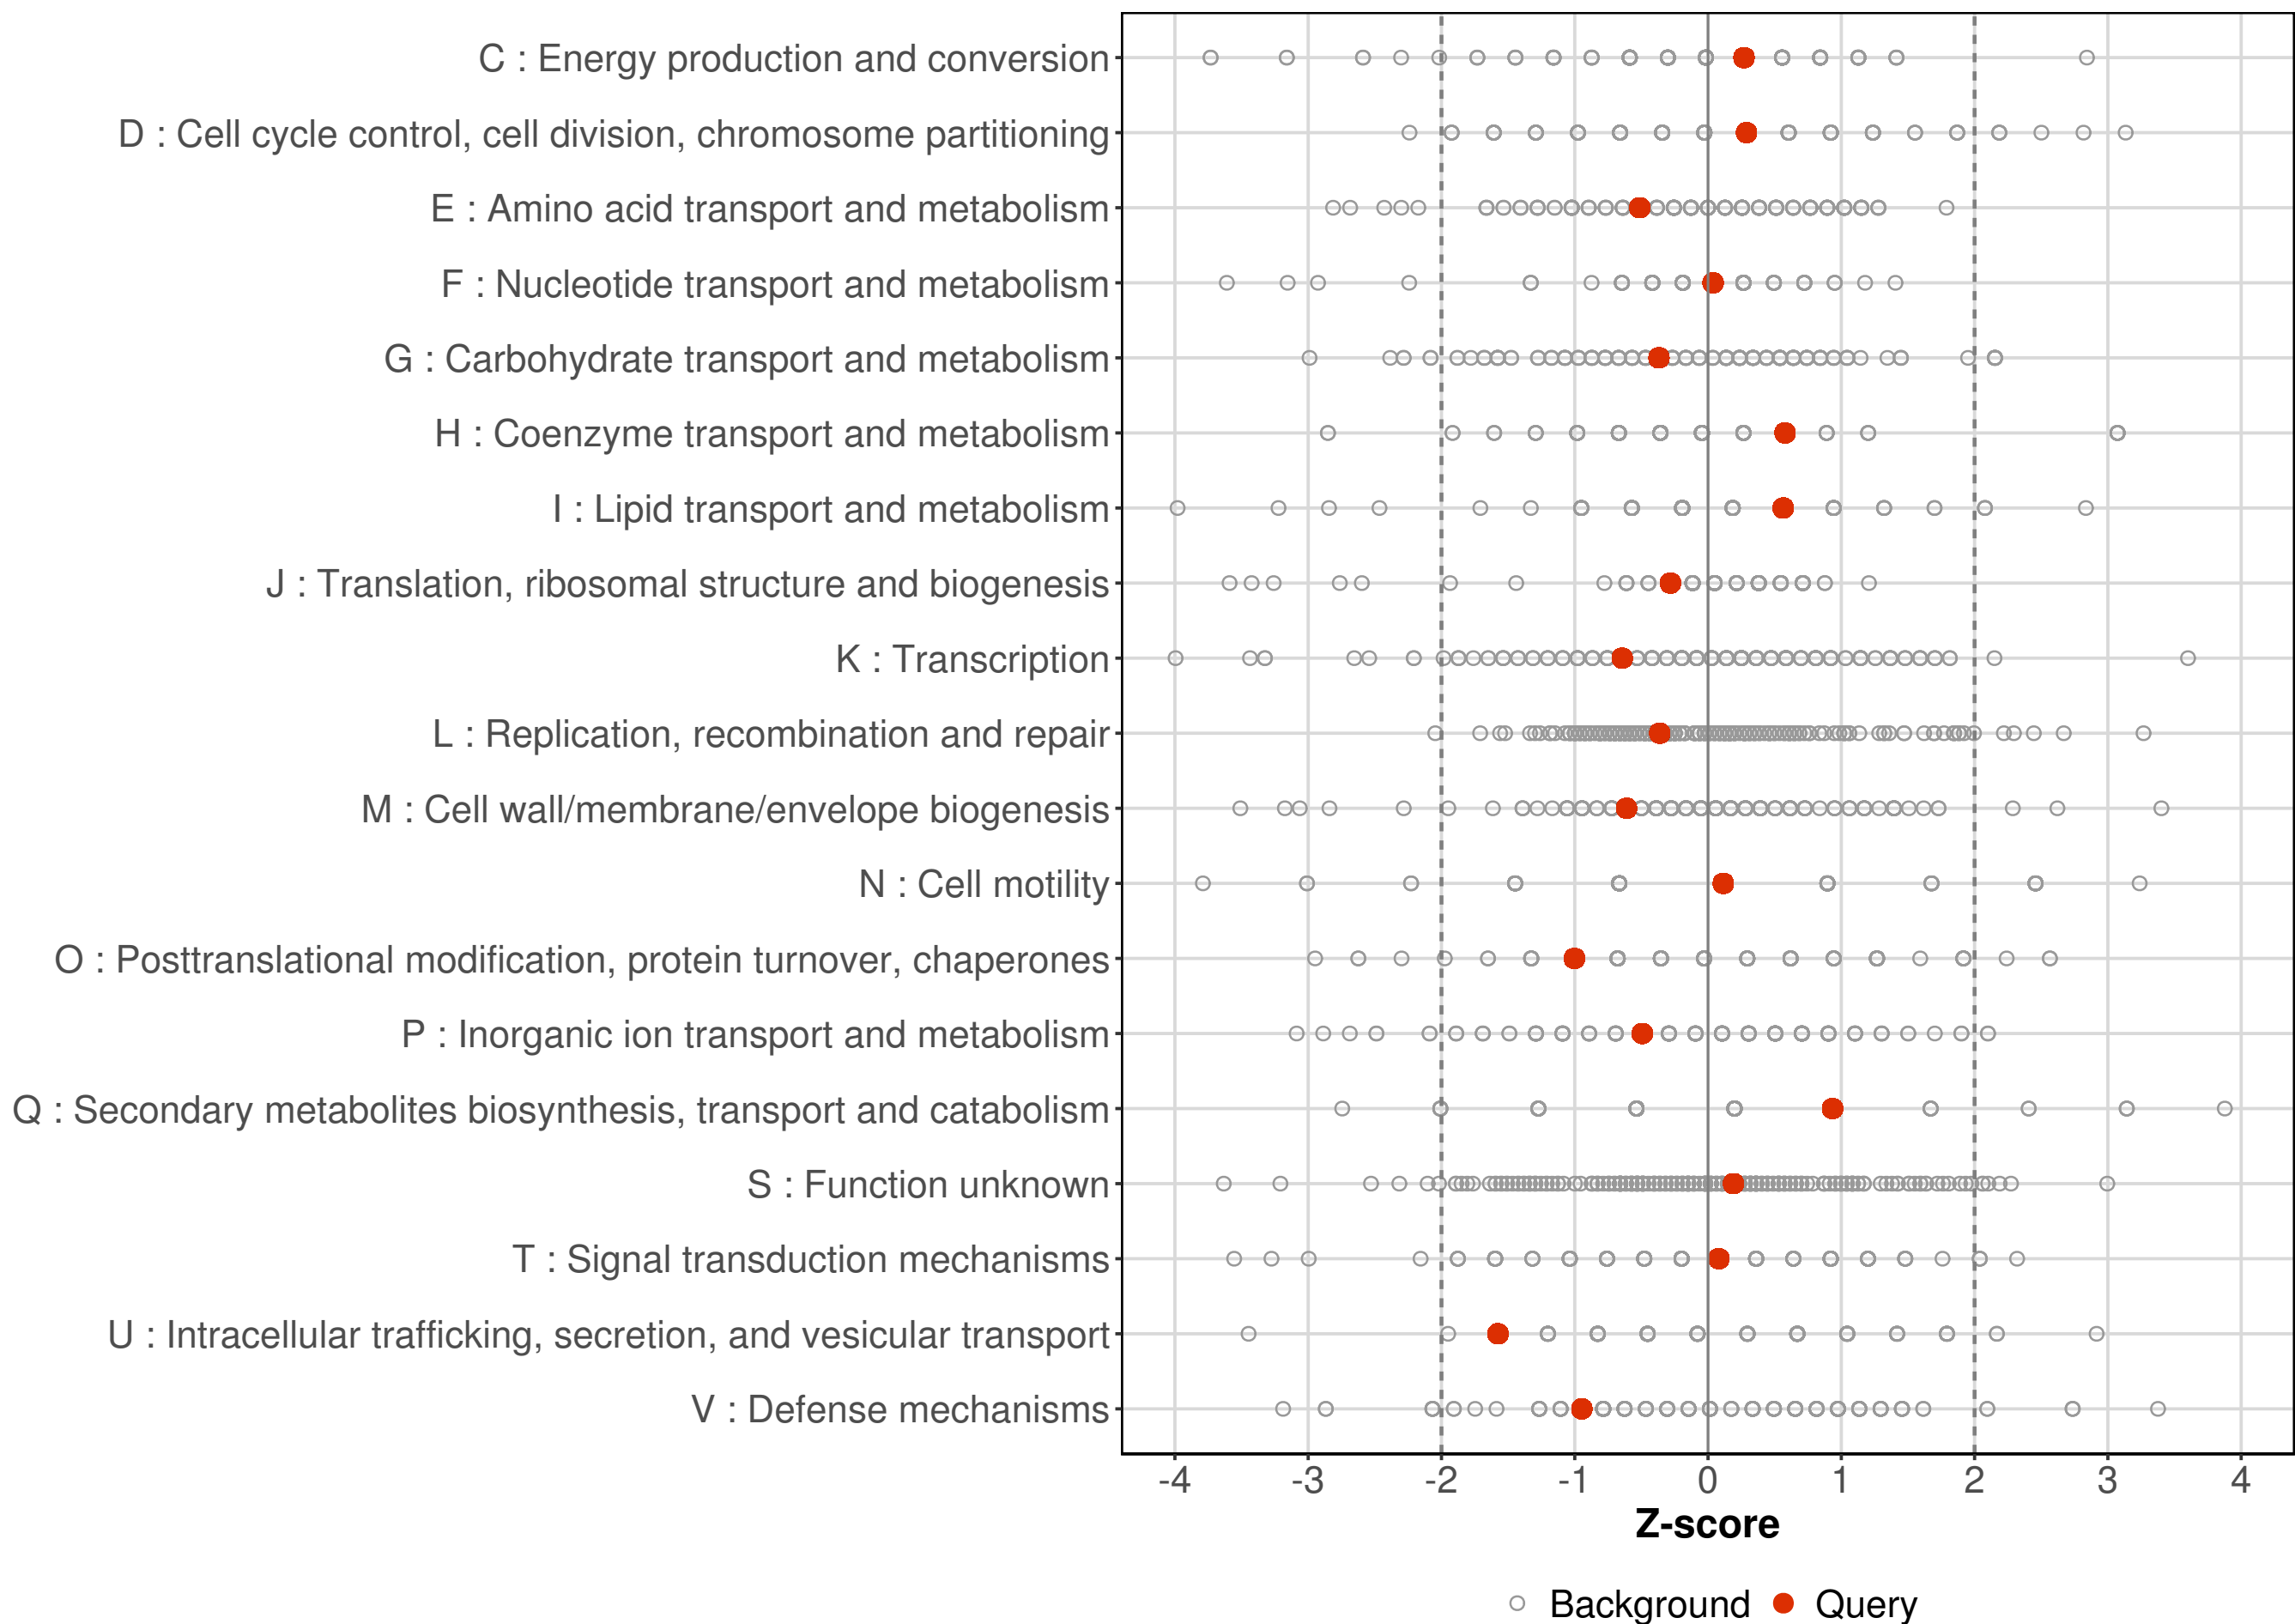 C : Energy production and conversion
D : Cell cycle control, cell division, chromosome partitioning
E : Amino acid transport and metabolism
F : Nucleotide transport and metabolism
G : Carbohydrate transport and metabolism
H : Coenzyme transport and metabolism
I : Lipid transport and metabolism
J : Translation, ribosomal structure and biogenesis
K : Transcription
L : Replication, recombination and repair
M : Cell wall/membrane/envelope biogenesis
N : Cell motility
O : Posttranslational modification, protein turnover, chaperones
P : Inorganic ion transport and metabolism
Q : Secondary metabolites biosynthesis, transport and catabolism
S : Function unknown
T : Signal transduction mechanisms
U : Intracellular trafficking, secretion, and vesicular transport
V : Defense mechanisms
-4 -3 -2 -1 0 1 2 3 4
Z-score
Background Query